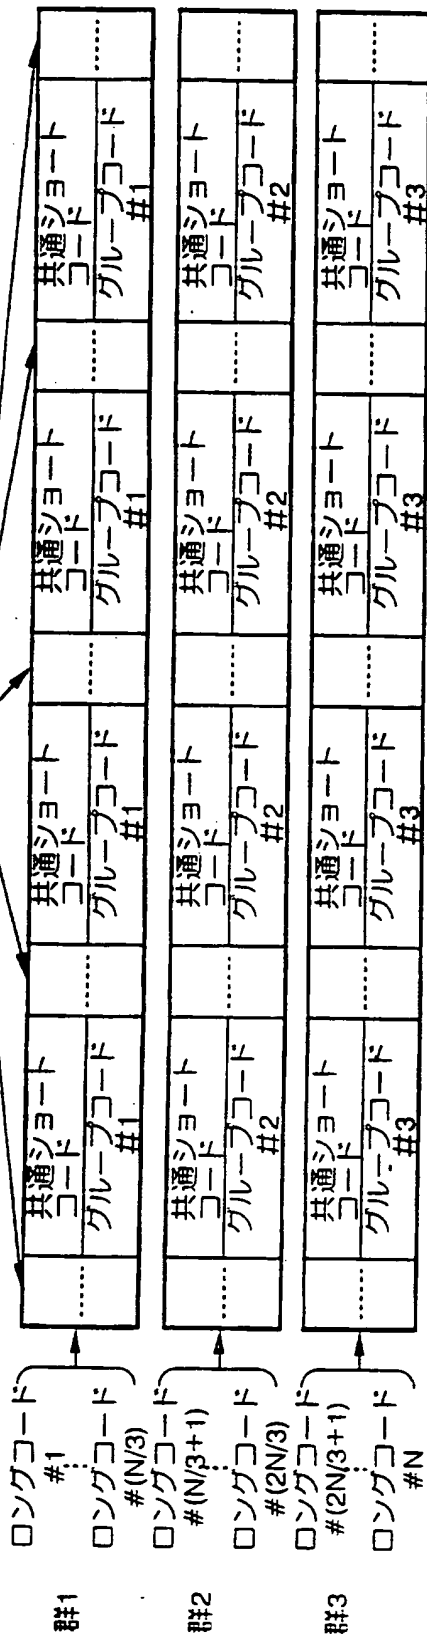 群1
ロングコード
#1
ロングコード
#(N/3)
共通ショート
コード
グループコード
#1
共通ショート
コード
グループコード
#1
共通ショート
コード
グループコード
#1
共通ショート
コード
グループコード
#1
群2
ロングコード
#(N/3+1)
ロングコード
#(2N/3)
共通ショート
コード
グループコード
#2
共通ショート
コード
グループコード
#2
共通ショート
コード
グループコード
#2
共通ショート
コード
グループコード
#2
群3
ロングコード
#(2N/3+1)
ロングコード
#N
共通ショート
コード
グループコード
#3
共通ショート
コード
グループコード
#3
共通ショート
コード
グループコード
#3
共通ショート
コード
グループコード
#3